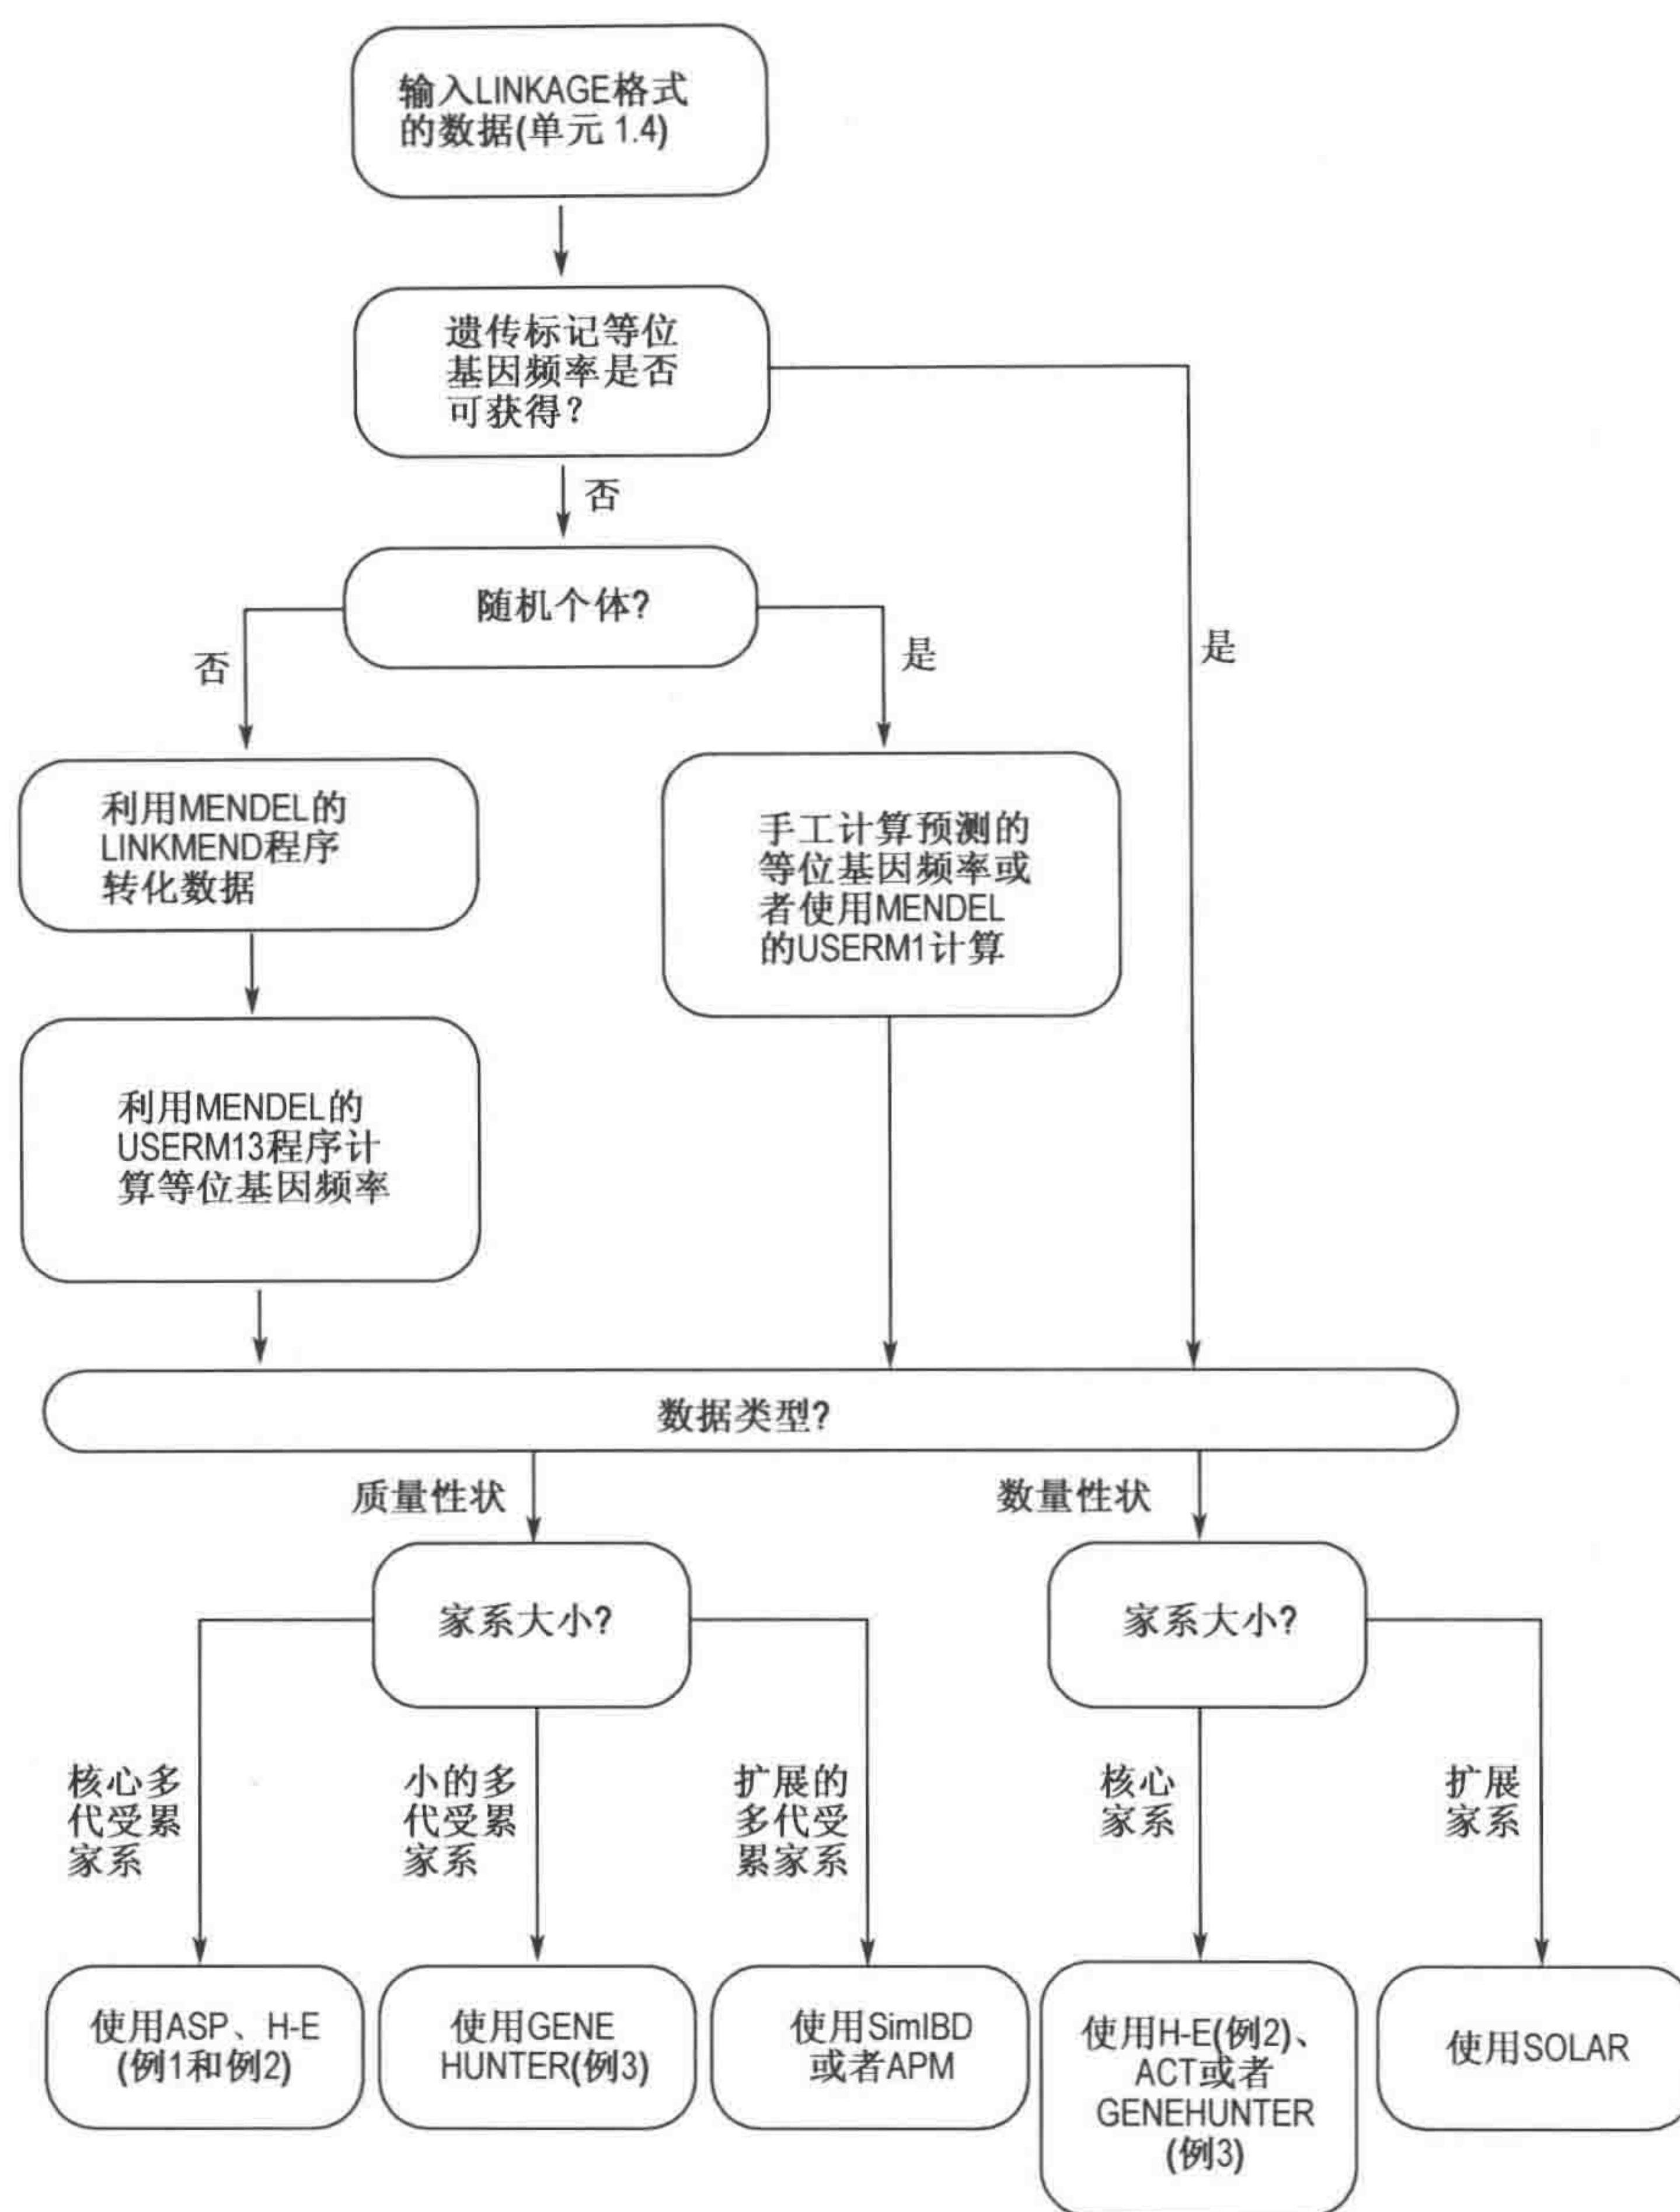 输入LINKAGE格式
的数据(单元 1.4)
遗传标记等位
基因频率是否
可获得?
否
随机个体?
否
是
是
利用MENDEL的
LINKMEND程序
转化数据
手工计算预测的
等位基因频率或
者使用MENDEL
的USERM1计算
利用MENDEL的
USERM13程序计
算等位基因频率
数据类型?
质量性状
数量性状
家系大小?
家系大小?
核心多
代受累
家系
小的多
代受累
家系
扩展的
多代受
累家系
核心
家系
扩展
家系
使用ASP、H-E
(例1和例2)
使用GENE
HUNTER(例3)
使用SimIBD
或者APM
使用H-E(例2)、
ACT或者
GENEHUNTER
(例3)
使用SOLAR